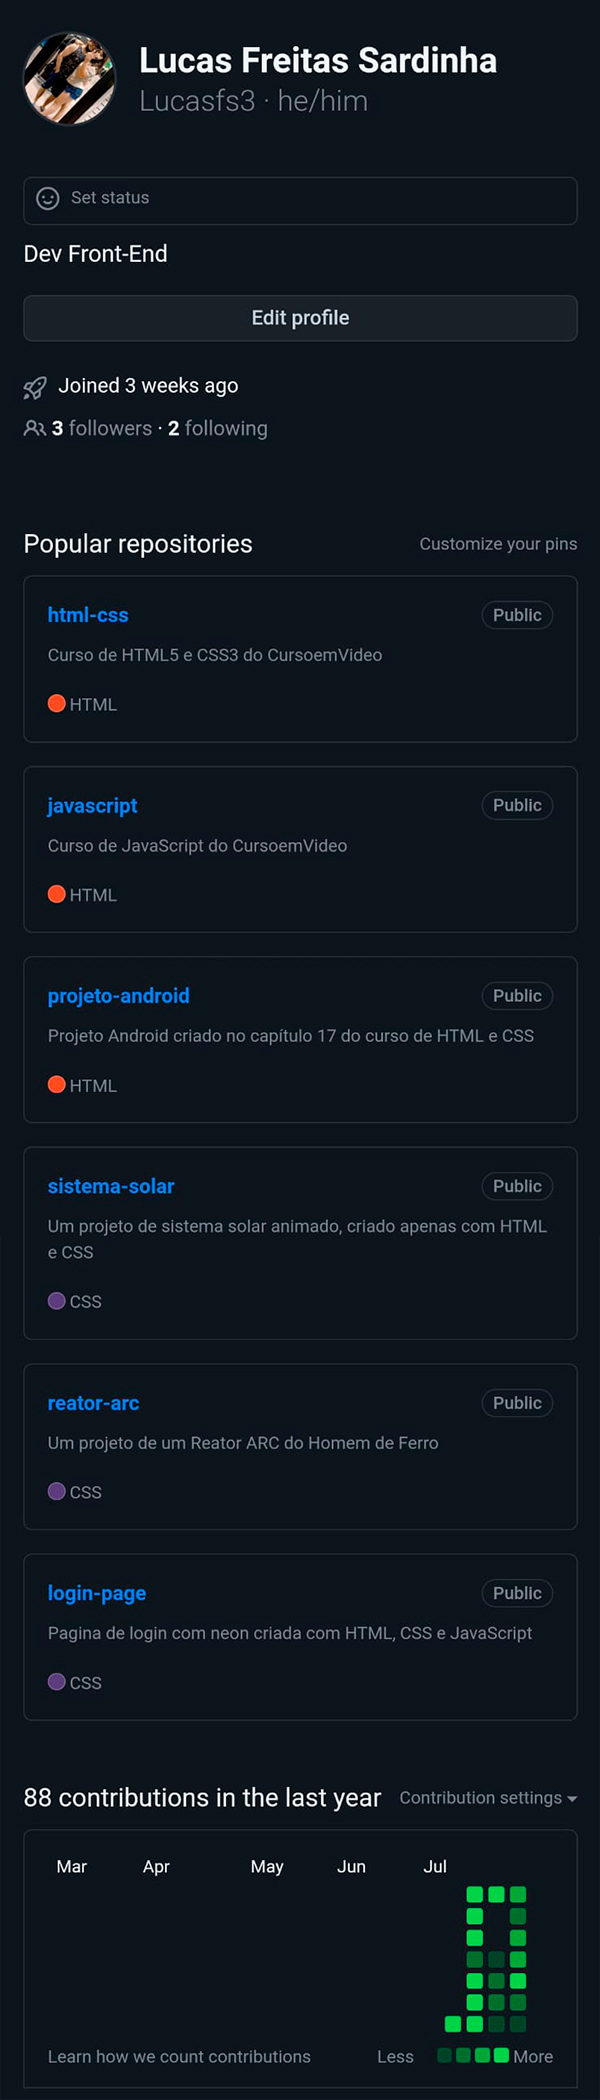 Lucas Freitas Sardinha
Lucasfs3 · he/him
Set status
Dev Front-End
Edit profile
Joined 3 weeks ago
3 followers · 2 following
Popular repositories
Customize your pins
html-css
Public
Curso de HTML5 e CSS3 do CursoemVideo
HTML
javascript
Public
Curso de JavaScript do CursoemVideo
HTML
projeto-android
Public
Projeto Android criado no capítulo 17 do curso de HTML e CSS
HTML
sistema-solar
Public
Um projeto de sistema solar animado, criado apenas com HTML
e CSS
CSS
reator-arc
Public
Um projeto de um Reator ARC do Homem de Ferro
CSS
login-page
Public
Pagina de login com neon criada com HTML, CSS e JavaScript
CSS
88 contributions in the last year
Contribution settings
Mar Apr May Jun Jul
Learn how we count contributions
Less More